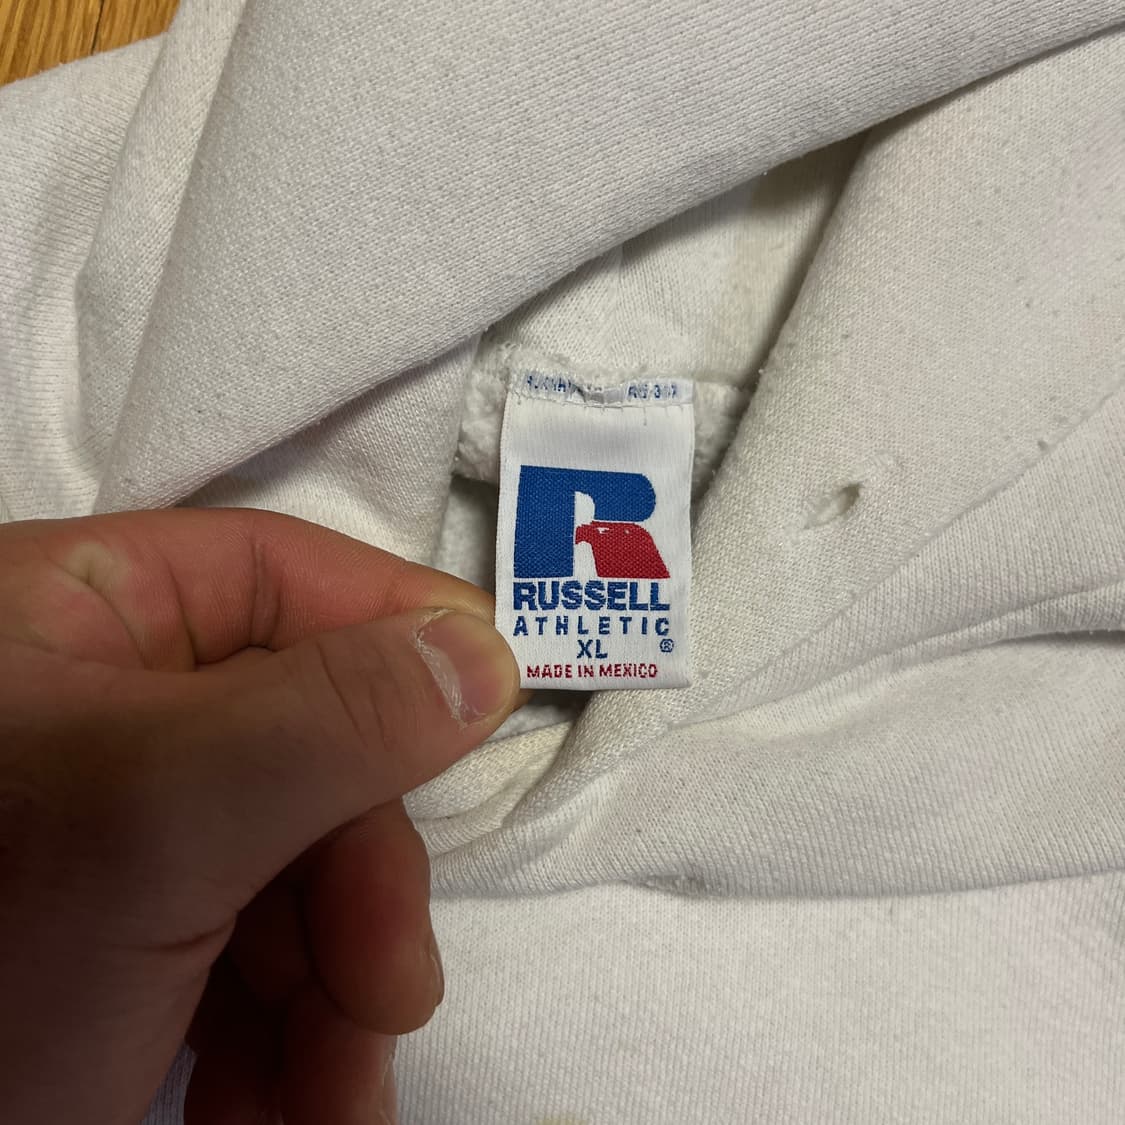 R
RUSSELL
ATHLETIC
XL ®
MADE IN MEXICO